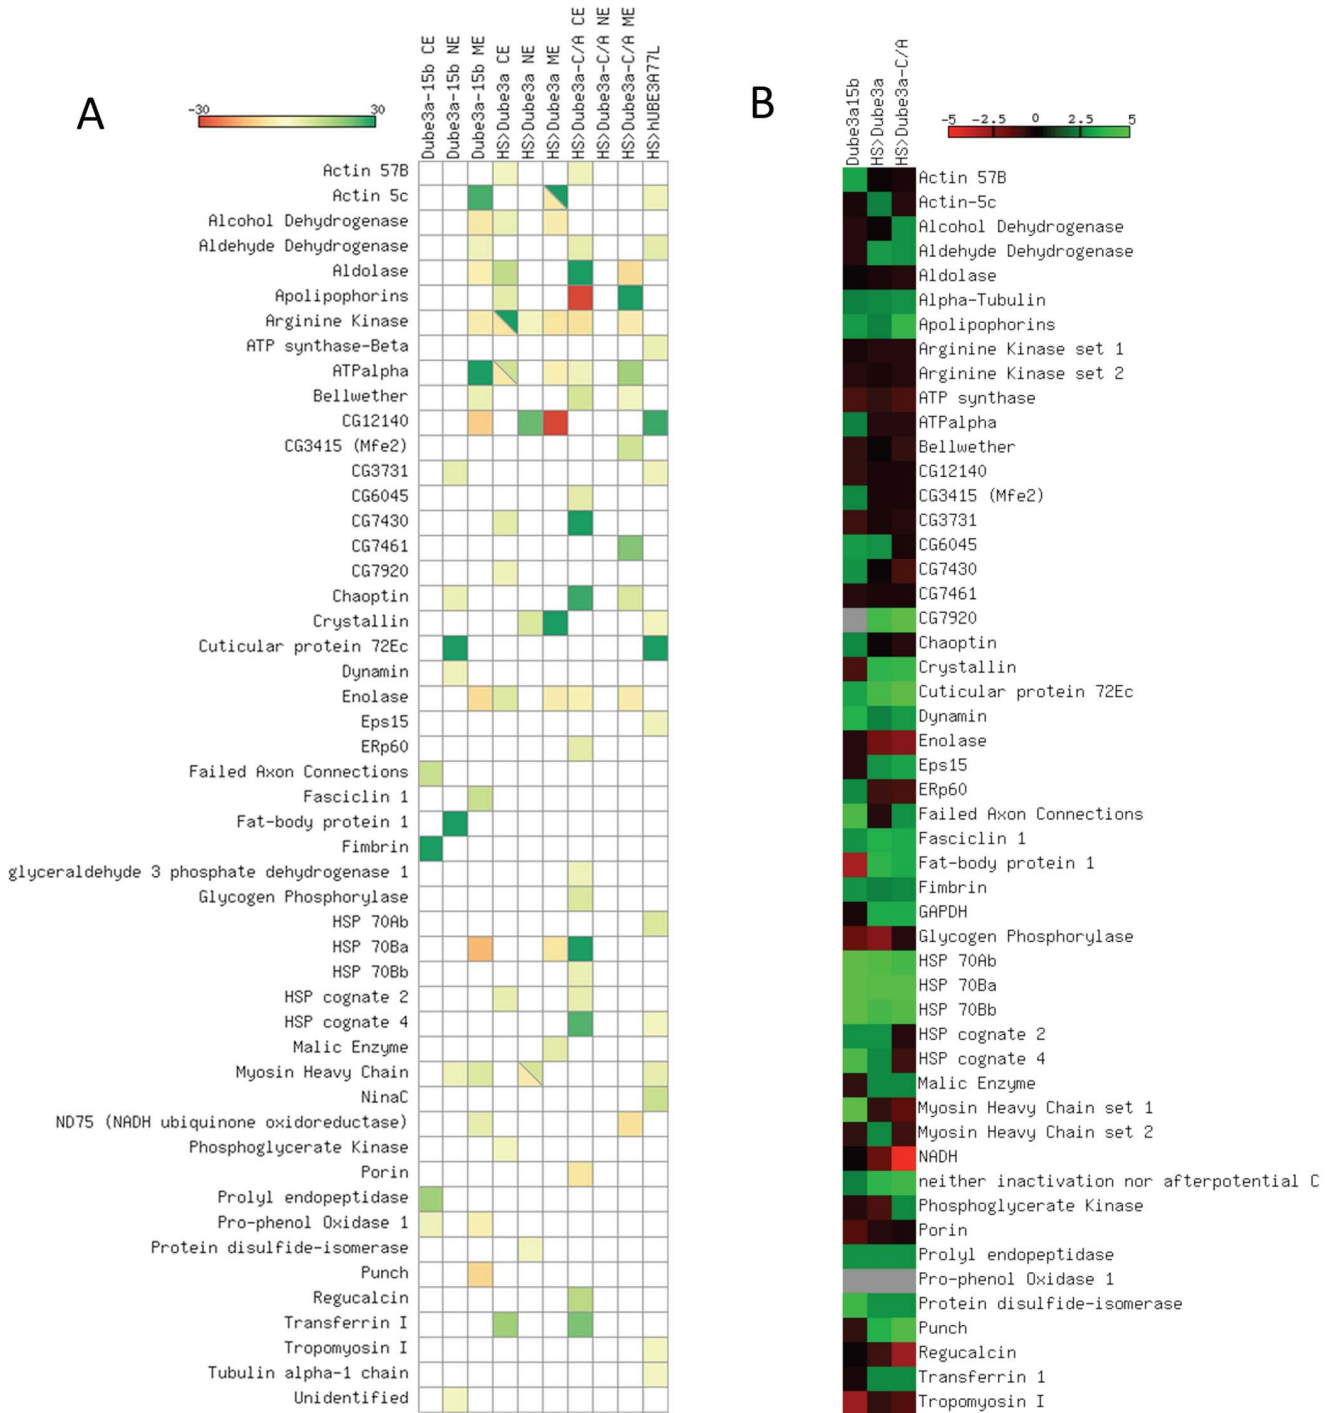 A
-30
30
Dube3a-15b CE
Dube3a-15b NE
Dube3a-15b ME
HS>Dube3a CE
HS>Dube3a NE
HS>Dube3a ME
HS>Dube3a-C/A CE
HS>Dube3a-C/A NE
HS>Dube3a-C/A ME
HS>hUBE3A77L
Actin 57B
Actin 5c
Alcohol Dehydrogenase
Aldehyde Dehydrogenase
Aldolase
Apolipophorins
Arginine Kinase
ATP synthase-Beta
ATPalpha
Bellwether
CG12140
CG3415 (Mfe2)
CG3731
CG6045
CG7430
CG7461
CG7920
Chaoptin
Crystallin
Cuticular protein 72Ec
Dynamin
Enolase
Eps15
ERp60
Failed Axon Connections
Fasciclin 1
Fat-body protein 1
Fimbrin
glyceraldehyde 3 phosphate dehydrogenase 1
Glycogen Phosphorylase
HSP 70Ab
HSP 70Ba
HSP 70Bb
HSP cognate 2
HSP cognate 4
Malic Enzyme
Myosin Heavy Chain
NinaC
ND75 (NADH ubiquinone oxidoreductase)
Phosphoglycerate Kinase
Porin
Prolyl endopeptidase
Pro-phenol Oxidase 1
Protein disulfide-isomerase
Punch
Regucalcin
Transferrin I
Tropomyosin I
Tubulin alpha-1 chain
Unidentified
B
Dube3a15b
HS>Dube3a
HS>Dube3a-C/A
-5 -2.5 0 2.5 5
Actin 57B
Actin-5c
Alcohol Dehydrogenase
Aldehyde Dehydrogenase
Aldolase
Alpha-Tubulin
Apolipophorins
Arginine Kinase set 1
Arginine Kinase set 2
ATP synthase
ATPalpha
Bellwether
CG12140
CG3415 (Mfe2)
CG3731
CG6045
CG7430
CG7461
CG7920
Chaoptin
Crystallin
Cuticular protein 72Ec
Dynamin
Enolase
Eps15
ERp60
Failed Axon Connections
Fasciclin 1
Fat-body protein 1
Fimbrin
GAPDH
Glycogen Phosphorylase
HSP 70Ab
HSP 70Ba
HSP 70Bb
HSP cognate 2
HSP cognate 4
Malic Enzyme
Myosin Heavy Chain set 1
Myosin Heavy Chain set 2
NADH
neither inactivation nor afterpotential C
Phosphoglycerate Kinase
Porin
Prolyl endopeptidase
Pro-phenol Oxidase 1
Protein disulfide-isomerase
Punch
Regucalcin
Transferrin 1
Tropomyosin I